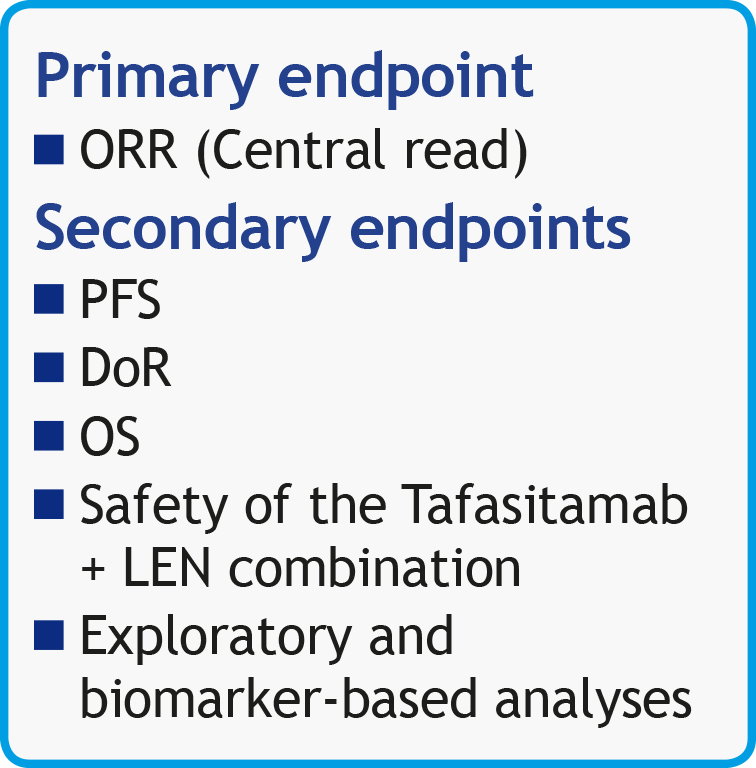 Primary endpoint
■ ORR (Central read)
Secondary endpoints
■ PFS
■ DoR
■ OS
■ Safety of the Tafasitamab
+ LEN combination
■ Exploratory and
biomarker-based analyses